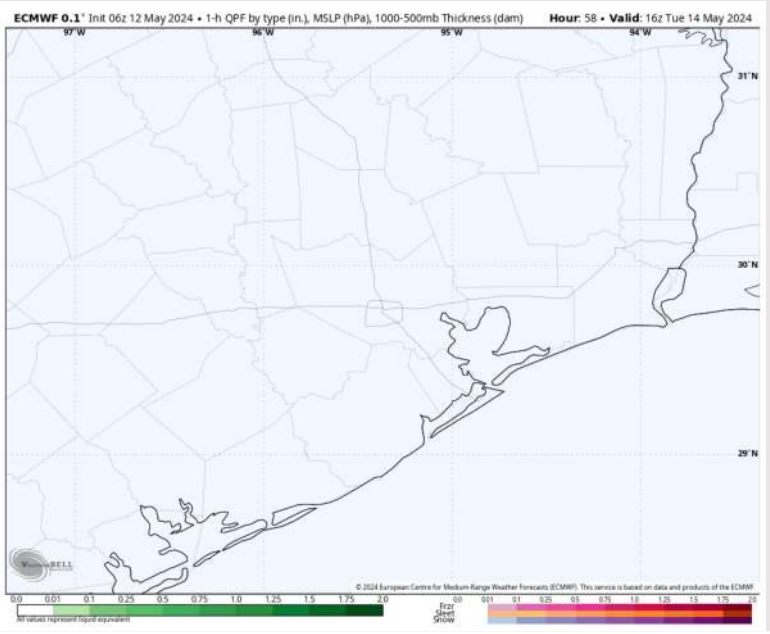 ECMWF 0.1° Init 06z 12 May 2024 • 1-h QPF by type (in.), MSLP (hPa), 1000-500mb Thickness (dam) Hour: 58 • Valid: 16z Tue 14 May 2024
97°W 96°W 95°W 94°W
31°N
30°N
29°N
WeatherBELL
© 2024 European Centre for Medium-Range Weather Forecasts (ECMWF). This service is based on data and products of the ECMWF
0.0 0.01 0.1 0.25 0.5 0.75 1.0 1.25 1.50 1.75 2.0 0.0 0.01 0.1 0.25 0.5 0.75 1.0 1.25 1.5 1.75 2.0
Frzr
Sleet
Snow
All values represent liquid equivalent